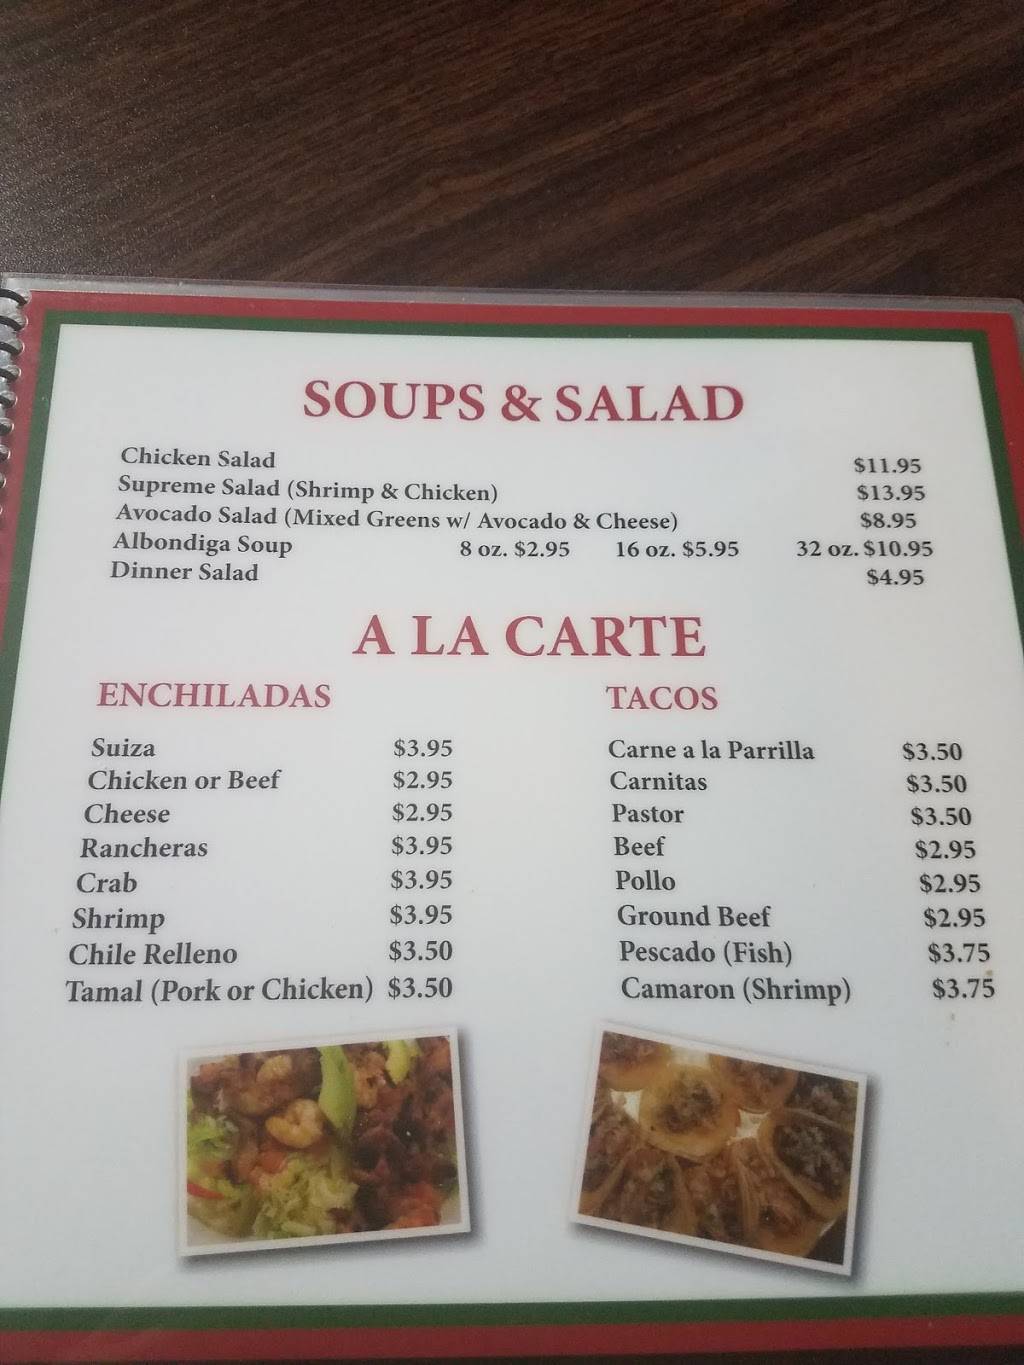 SOUPS & SALAD
Chicken Salad $11.95
Supreme Salad (Shrimp & Chicken) $13.95
Avocado Salad (Mixed Greens w/ Avocado & Cheese) $8.95
Albondiga Soup 8 oz. $2.95 16 oz. $5.95 32 oz. $10.95
Dinner Salad $4.95
A LA CARTE
ENCHILADAS
Suiza $3.95
Chicken or Beef $2.95
Cheese $2.95
Rancheras $3.95
Crab $3.95
Shrimp $3.95
Chile Relleno $3.50
Tamal (Pork or Chicken) $3.50
TACOS
Carne a la Parrilla $3.50
Carnitas $3.50
Pastor $3.50
Beef $2.95
Pollo $2.95
Ground Beef $2.95
Pescado (Fish) $3.75
Camaron (Shrimp) $3.75